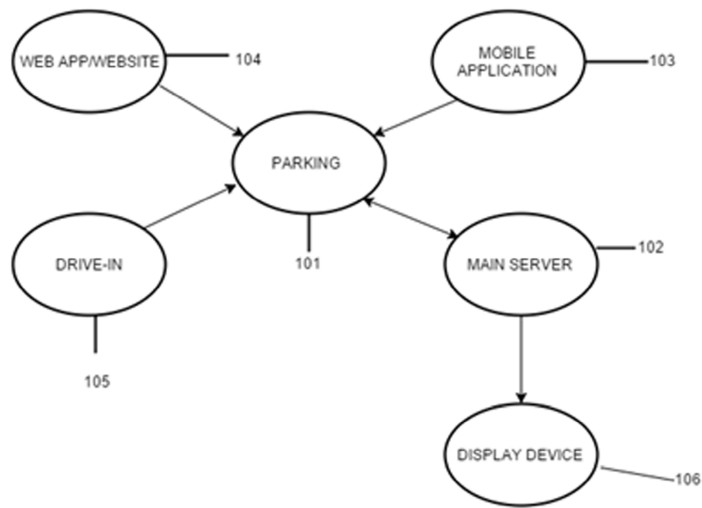 WEB APP/WEBSITE
104
MOBILE
APPLICATION
103
PARKING
101
DRIVE-IN
105
MAIN SERVER
102
DISPLAY DEVICE
106